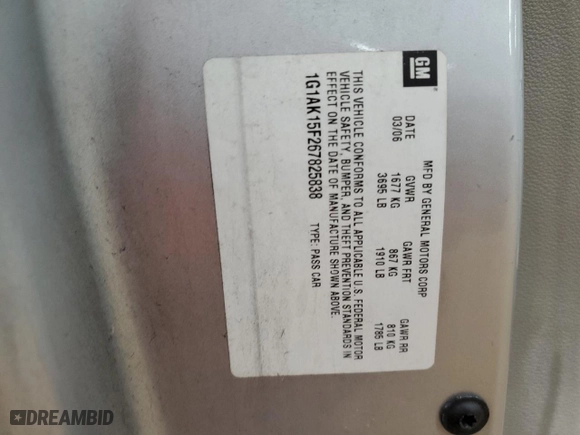 GM
MFD BY GENERAL MOTORS CORP
DATE GVWR GAWR FRT GAWR RR
03/06 1677 KG 867 KG 810 KG
3695 LB 1910 LB 1785 LB
THIS VEHICLE CONFORMS TO ALL APPLICABLE U.S. FEDERAL MOTOR
VEHICLE SAFETY, BUMPER, AND THEFT PREVENTION STANDARDS IN
EFFECT ON THE DATE OF MANUFACTURE SHOWN ABOVE.
1G1AK15F267825838 TYPE: PASS CAR
DREAMBID